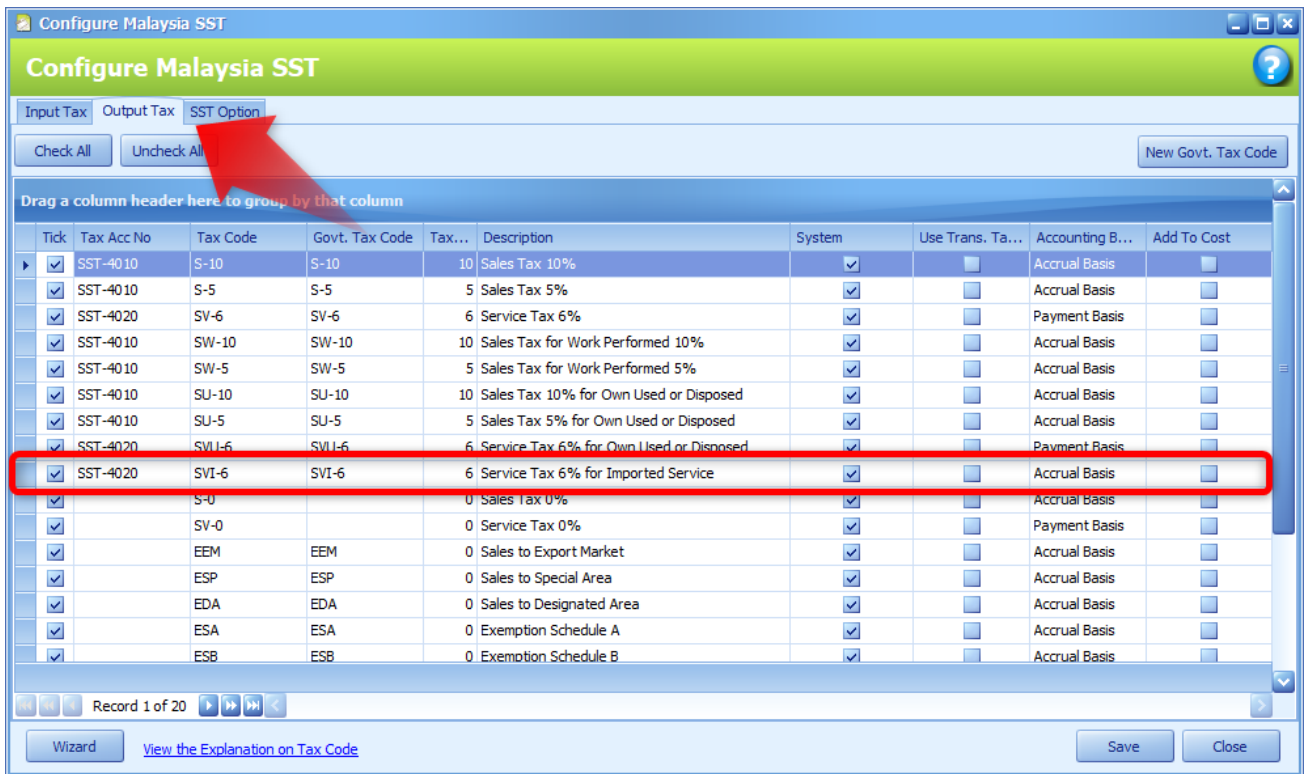 Configure Malaysia SST
Configure Malaysia SST
Input Tax Output Tax SST Option
Check All Uncheck All New Govt. Tax Code
Drag a column header here to group by that column
Tick Tax Acc No Tax Code Govt. Tax Code Tax... Description System Use Trans. Ta... Accounting B... Add To Cost
SST-4010 S-10 S-10 10 Sales Tax 10% Accrual Basis
SST-4010 S-5 S-5 5 Sales Tax 5% Accrual Basis
SST-4020 SV-6 SV-6 6 Service Tax 6% Payment Basis
SST-4010 SW-10 SW-10 10 Sales Tax for Work Performed 10% Accrual Basis
SST-4010 SW-5 SW-5 5 Sales Tax for Work Performed 5% Accrual Basis
SST-4010 SU-10 SU-10 10 Sales Tax 10% for Own Used or Disposed Accrual Basis
SST-4010 SU-5 SU-5 5 Sales Tax 5% for Own Used or Disposed Accrual Basis
SST-4020 SVU-6 SVU-6 6 Service Tax 6% for Own Used or Disposed Payment Basis
SST-4020 SVI-6 SVI-6 6 Service Tax 6% for Imported Service Accrual Basis
S-0 0 Sales Tax 0% Accrual Basis
SV-0 0 Service Tax 0% Payment Basis
EEM EEM 0 Sales to Export Market Accrual Basis
ESP ESP 0 Sales to Special Area Accrual Basis
EDA EDA 0 Sales to Designated Area Accrual Basis
ESA ESA 0 Exemption Schedule A Accrual Basis
ESB ESB 0 Exemption Schedule B Accrual Basis
Record 1 of 20
Wizard View the Explanation on Tax Code Save Close